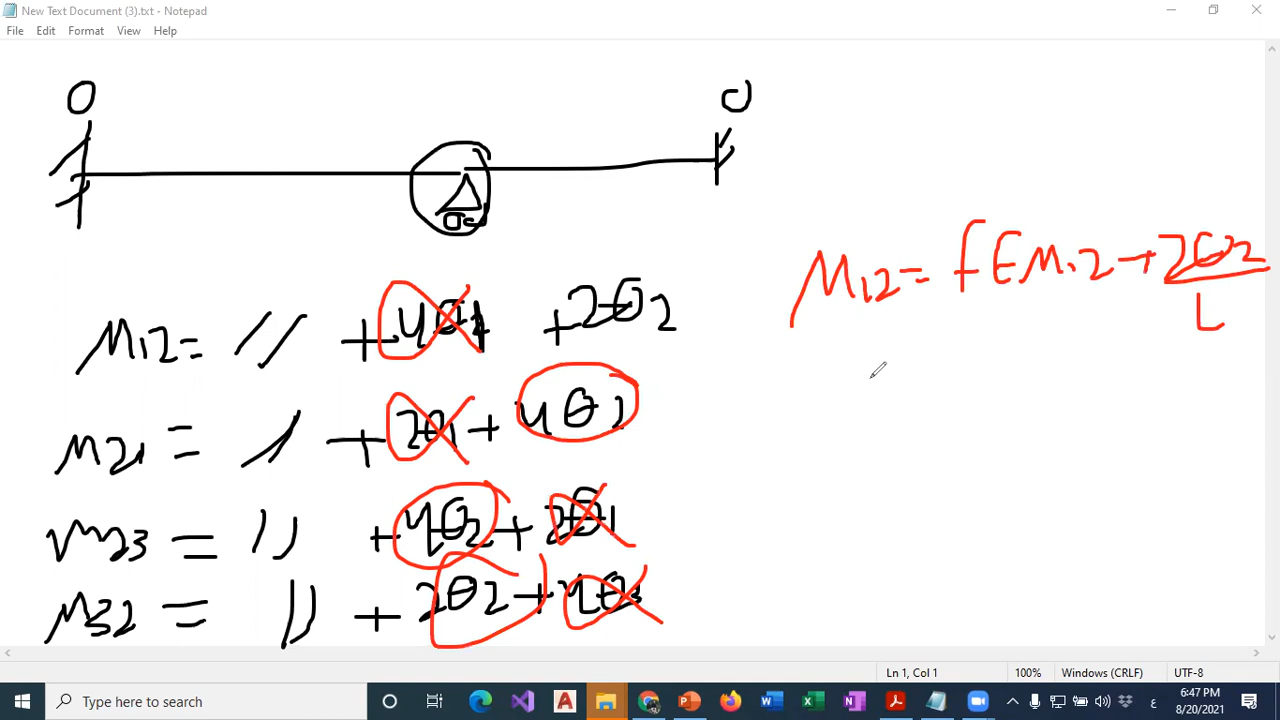 New Text Document (3).txt - Notepad
File Edit Format View Help
0 0
M12 = // + 4θ1 + 2θ2
M21 = // + 2θ1 + 4θ2
M23 = // + 4θ2 + 2θ1
M32 = // + 2θ2 + 4θ3
M12 = fEM12 + 2θ2
L
Ln 1, Col 1 100% Windows (CRLF) UTF-8
Type here to search
ع
6:47 PM
8/20/2021